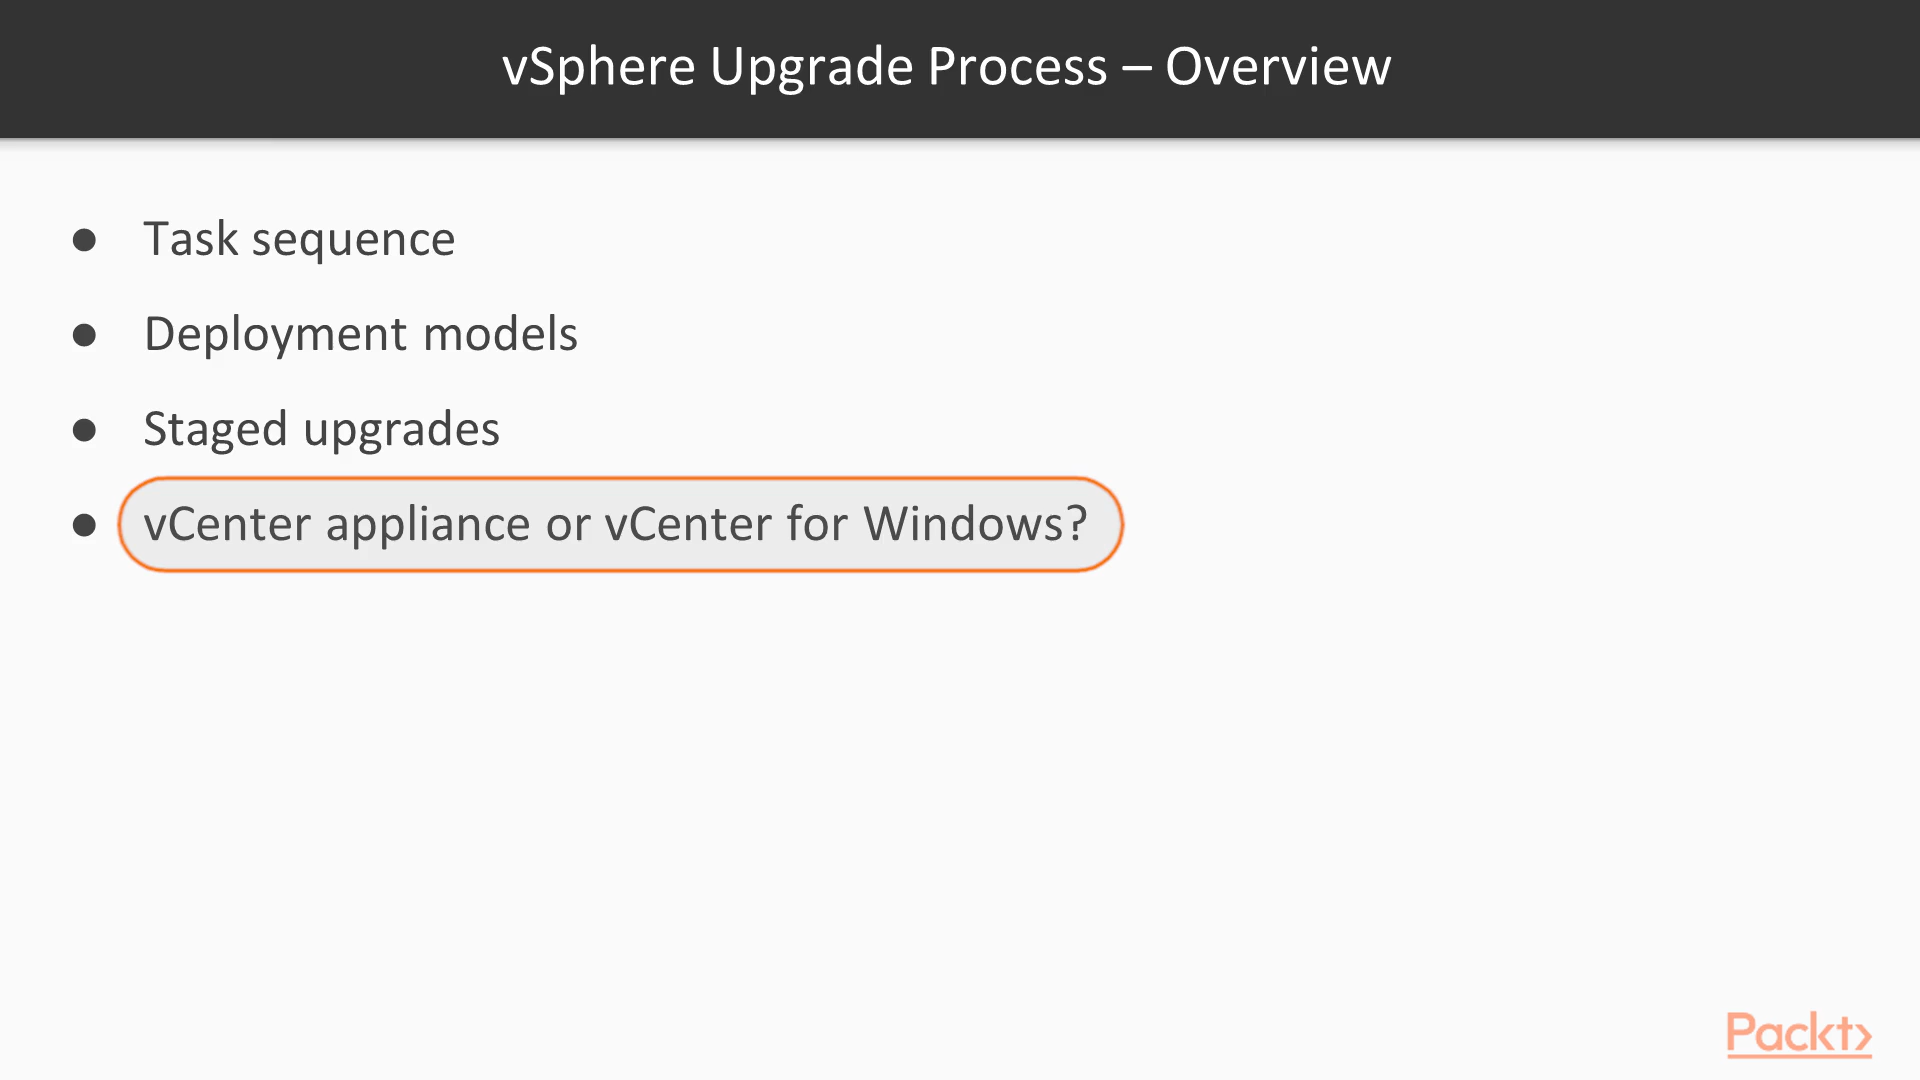 vSphere Upgrade Process – Overview
● Task sequence
● Deployment models
● Staged upgrades
● vCenter appliance or vCenter for Windows?
Packt>